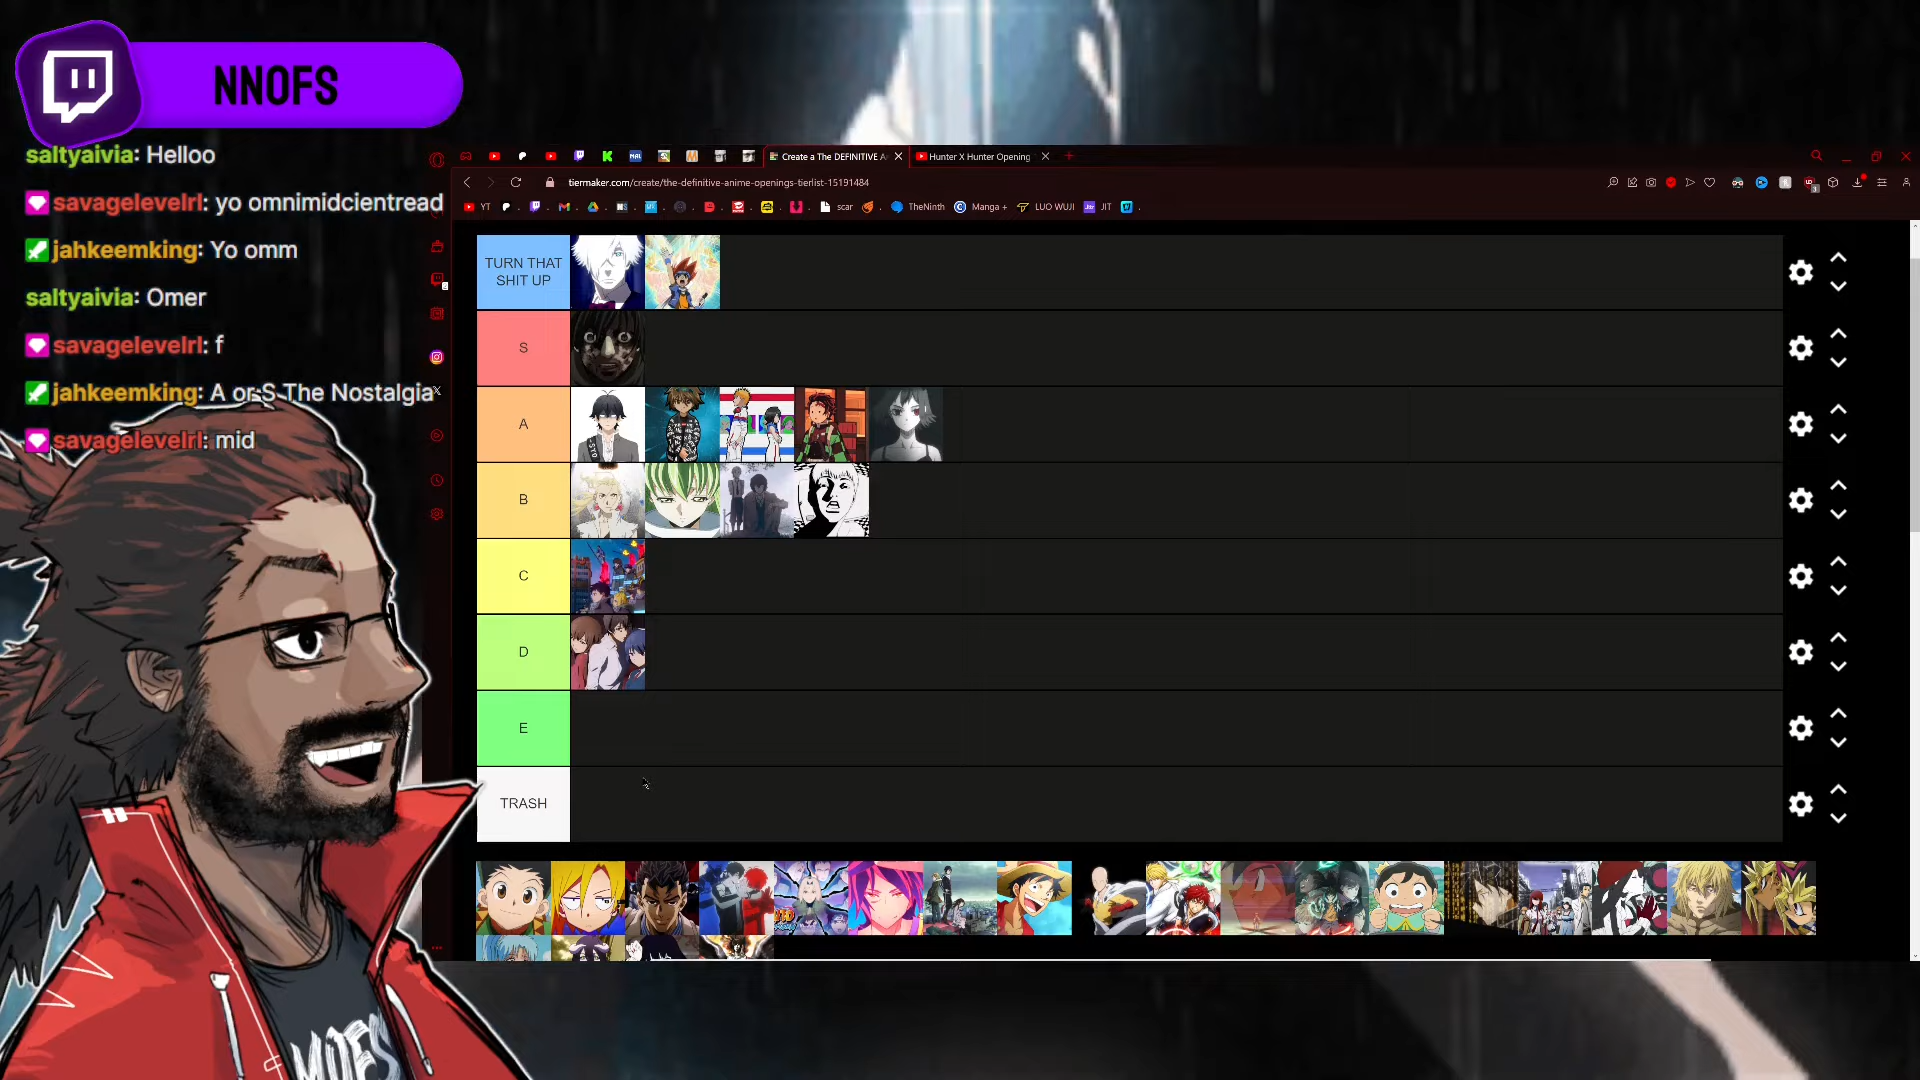 NNOFS
saltyaivia: Helloo
savagelevelrl: yo omnimidcientread
jahkeemking: Yo omm
saltyaivia: Omer
savagelevelrl: f
jahkeemking: A or S The Nostalgia
savagelevelrl: mid
Create a The DEFINITIVE A
Hunter X Hunter Opening
tiermaker.com/create/the-definitive-anime-openings-tierlist-15191484
YT
scar
TheNinth
Manga +
LUO WUJI
JIT
TURN THAT
SHIT UP
S
A
B
C
D
E
TRASH